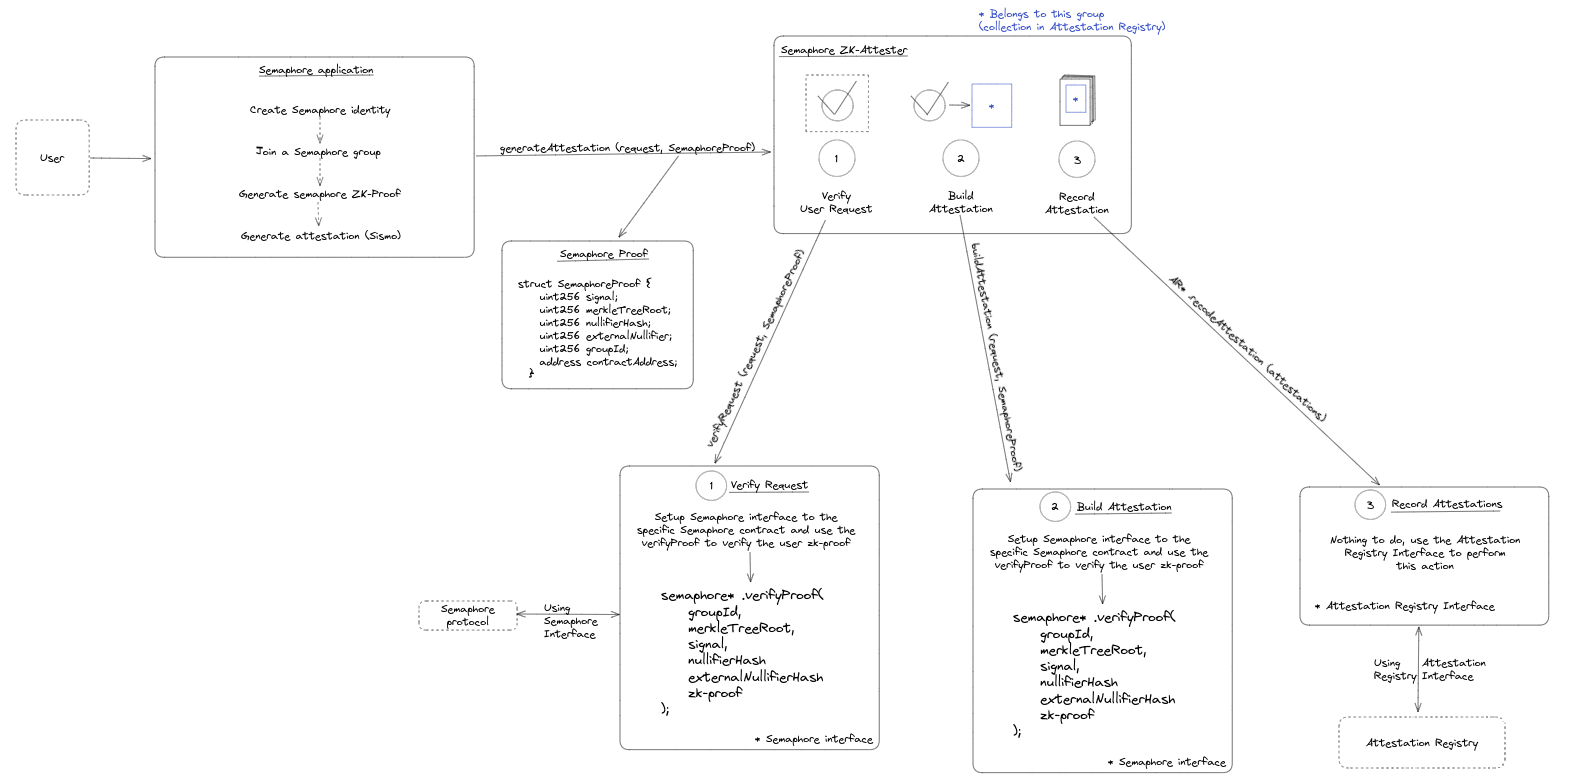 * Belongs to this group
(collection in Attestation Registry)
User
Semaphore application
Create Semaphore identity
Join a Semaphore group
Generate semaphore ZK-Proof
Generate attestation (Sismo)
generateAttestation (request, SemaphoreProof)
Semaphore ZK-Attester
*
*
1
2
3
Verify
User Request
Build
Attestation
Record
Attestation
Semaphore Proof
struct SemaphoreProof {
uint256 signal;
uint256 merkleTreeRoot;
uint256 nullifierHash;
uint256 externalNullifier;
uint256 groupId;
address contractAddress;
}
verifyRequest (request, SemaphoreProof)
buildAttestation (request, SemaphoreProof)
AR* recodeAttestation (attestations)
1 Verify Request
Setup Semaphore interface to the
specific Semaphore contract and use the
verifyProof to verify the user zk-proof
semaphore* .verifyProof(
groupId,
merkleTreeRoot,
signal,
nullifierHash
externalNullifierHash
zk-proof
);
* Semaphore interface
Semaphore
protocol
Using
Semaphore
Interface
2 Build Attestation
Setup Semaphore interface to the
specific Semaphore contract and use the
verifyProof to verify the user zk-proof
semaphore* .verifyProof(
groupId,
merkleTreeRoot,
signal,
nullifierHash
externalNullifierHash
zk-proof
);
* Semaphore interface
3 Record Attestations
Nothing to do, use the Attestation
Registry Interface to perform
this action
* Attestation Registry Interface
Using Attestation
Registry Interface
Attestation Registry